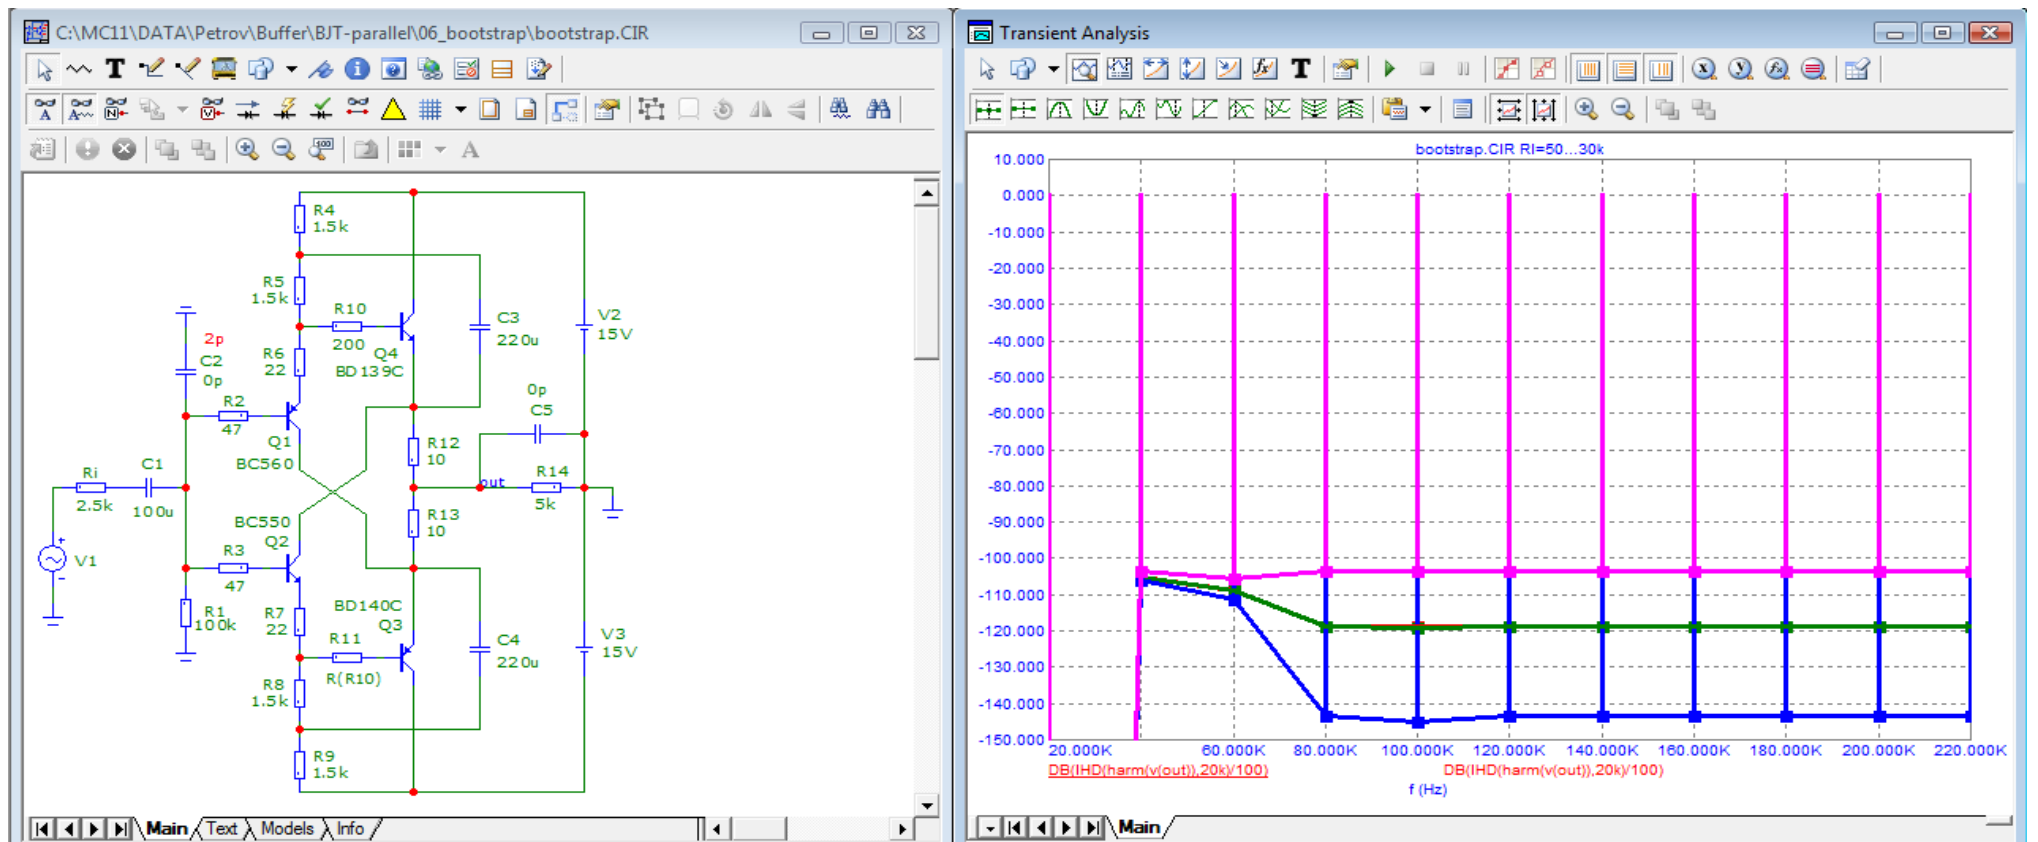 C:\MC11\DATA\Petrov\Buffer\BJT-parallel\06_bootstrap\bootstrap.CIR
R4
1.5k
R5
1.5k
R10
200
Q4
BD139C
C3
220u
V2
15V
2p
C2
0p
R6
22
R2
47
Q1
BC560
0p
C5
R12
10
Ri
2.5k
C1
100u
out
R14
5k
BC550
Q2
R13
10
V1
R3
47
R1
100k
R7
22
BD140C
Q3
R11
R(R10)
C4
220u
V3
15V
R8
1.5k
R9
1.5k
Main
Text
Models
Info
Transient Analysis
bootstrap.CIR RI=50...30k
10.000
0.000
-10.000
-20.000
-30.000
-40.000
-50.000
-60.000
-70.000
-80.000
-90.000
-100.000
-110.000
-120.000
-130.000
-140.000
-150.000
20.000K 60.000K 80.000K 100.000K 120.000K 140.000K 160.000K 180.000K 200.000K 220.000K
DB(IHD(harm(v(out)),20k)/100) DB(IHD(harm(v(out)),20k)/100)
f (Hz)
Main